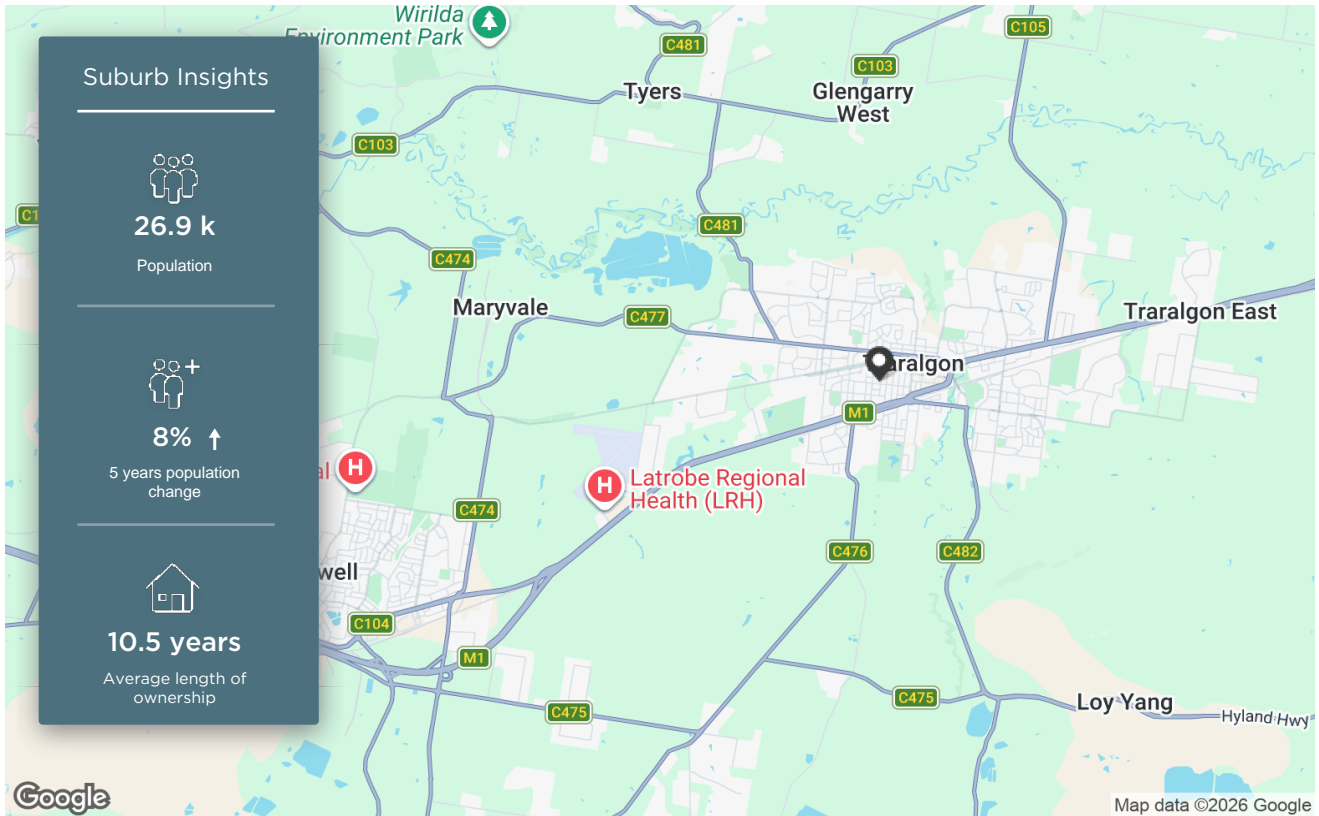 Suburb Insights
26.9 k
Population
8%
5 years population
change
10.5 years
Average length of
ownership
Wirilda
Environment Park
C481
C105
C103
Tyers
Glengarry
West
C103
C481
C474
Maryvale
C477
Traralgon East
M1
Latrobe Regional
Health (LRH)
C474
C476
C482
C104
M1
C475
C475
Loy Yang
Hyland Hwy
Google
Map data ©2026 Google